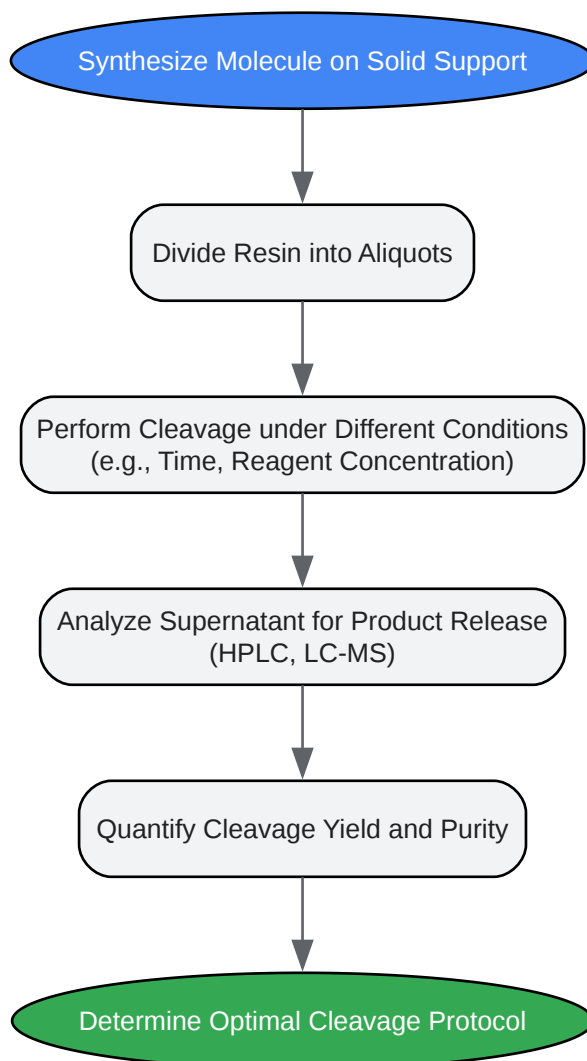 Synthesize Molecule on Solid Support
Divide Resin into Aliquots
Perform Cleavage under Different Conditions
(e.g., Time, Reagent Concentration)
Analyze Supernatant for Product Release
(HPLC, LC-MS)
Quantify Cleavage Yield and Purity
Determine Optimal Cleavage Protocol